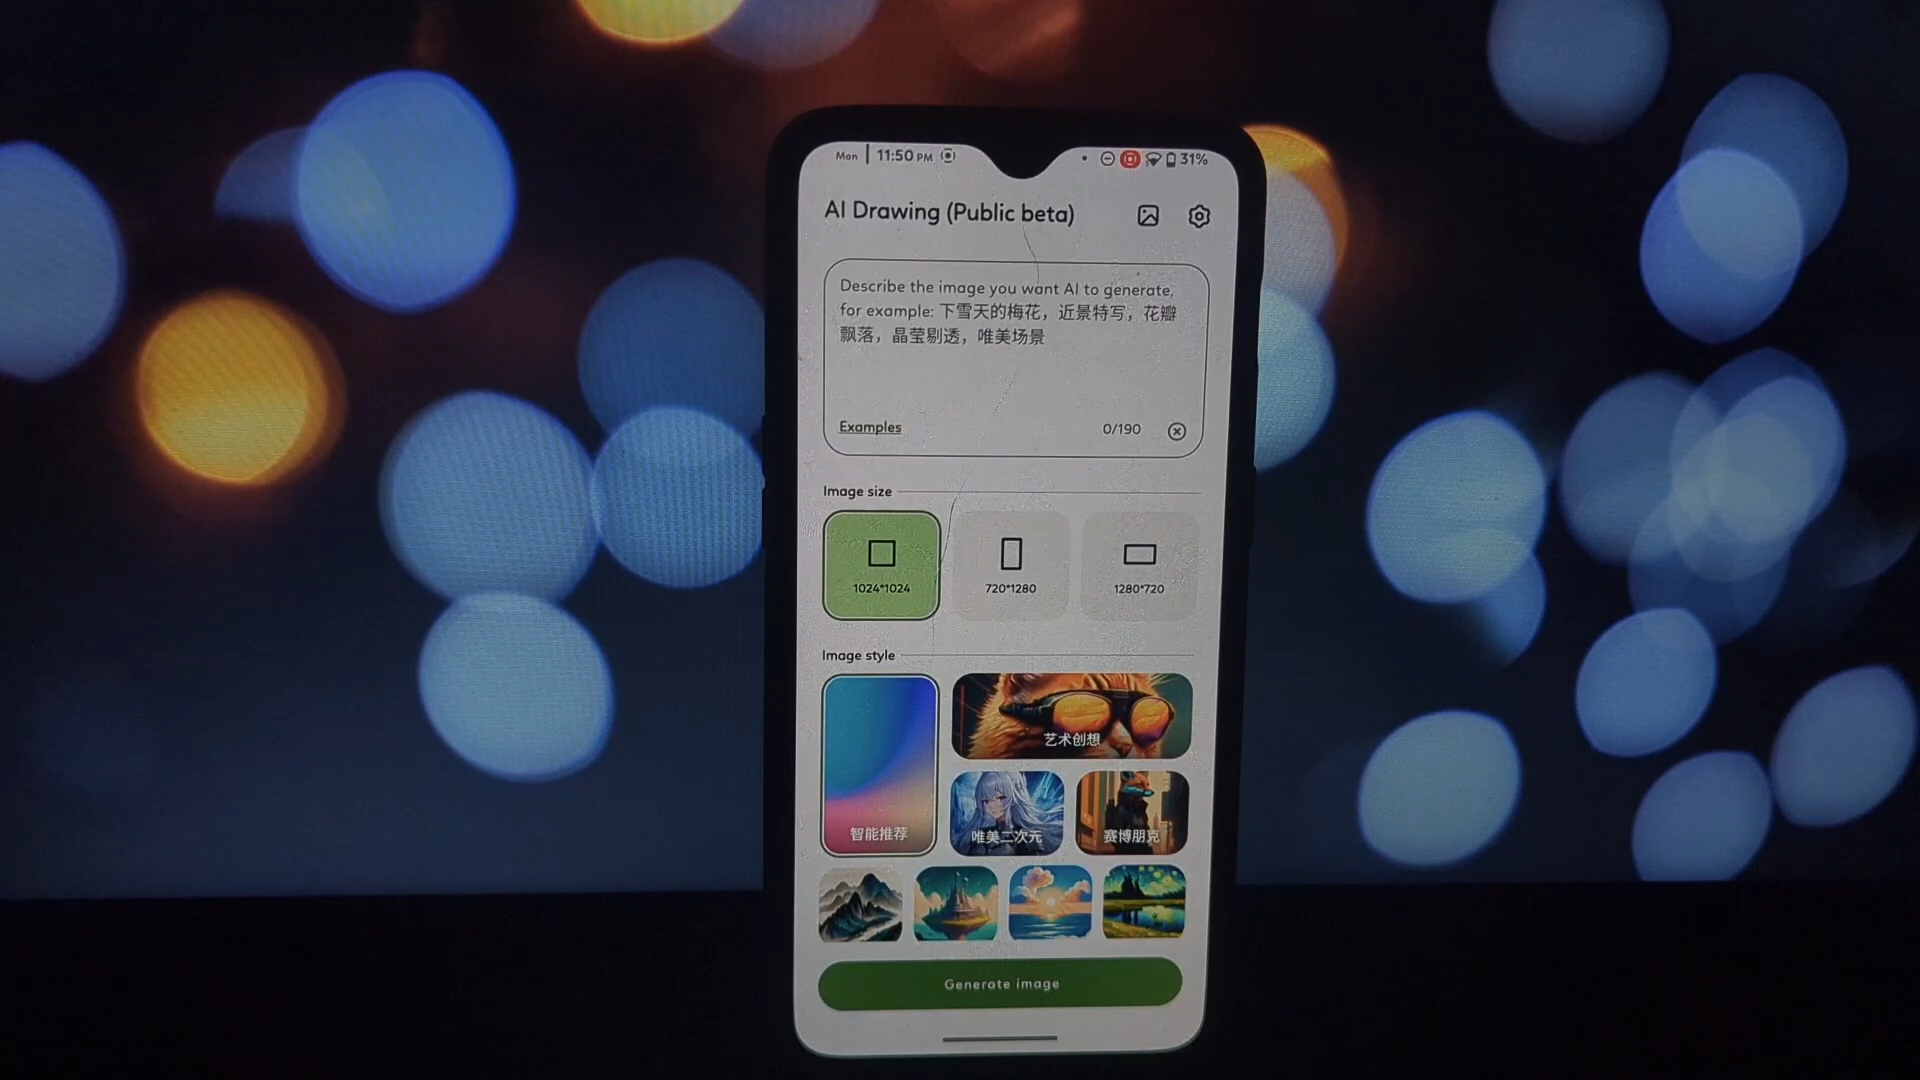 Mon | 11:50 PM
31%
AI Drawing (Public beta)
Describe the image you want AI to generate,
for example: 下雪天的梅花，近景特写，花瓣
飘落，晶莹剔透，唯美场景
Examples
0/190
Image size
1024*1024
720*1280
1280*720
Image style
艺术创想
智能推荐
唯美二次元
赛博朋克
Generate image